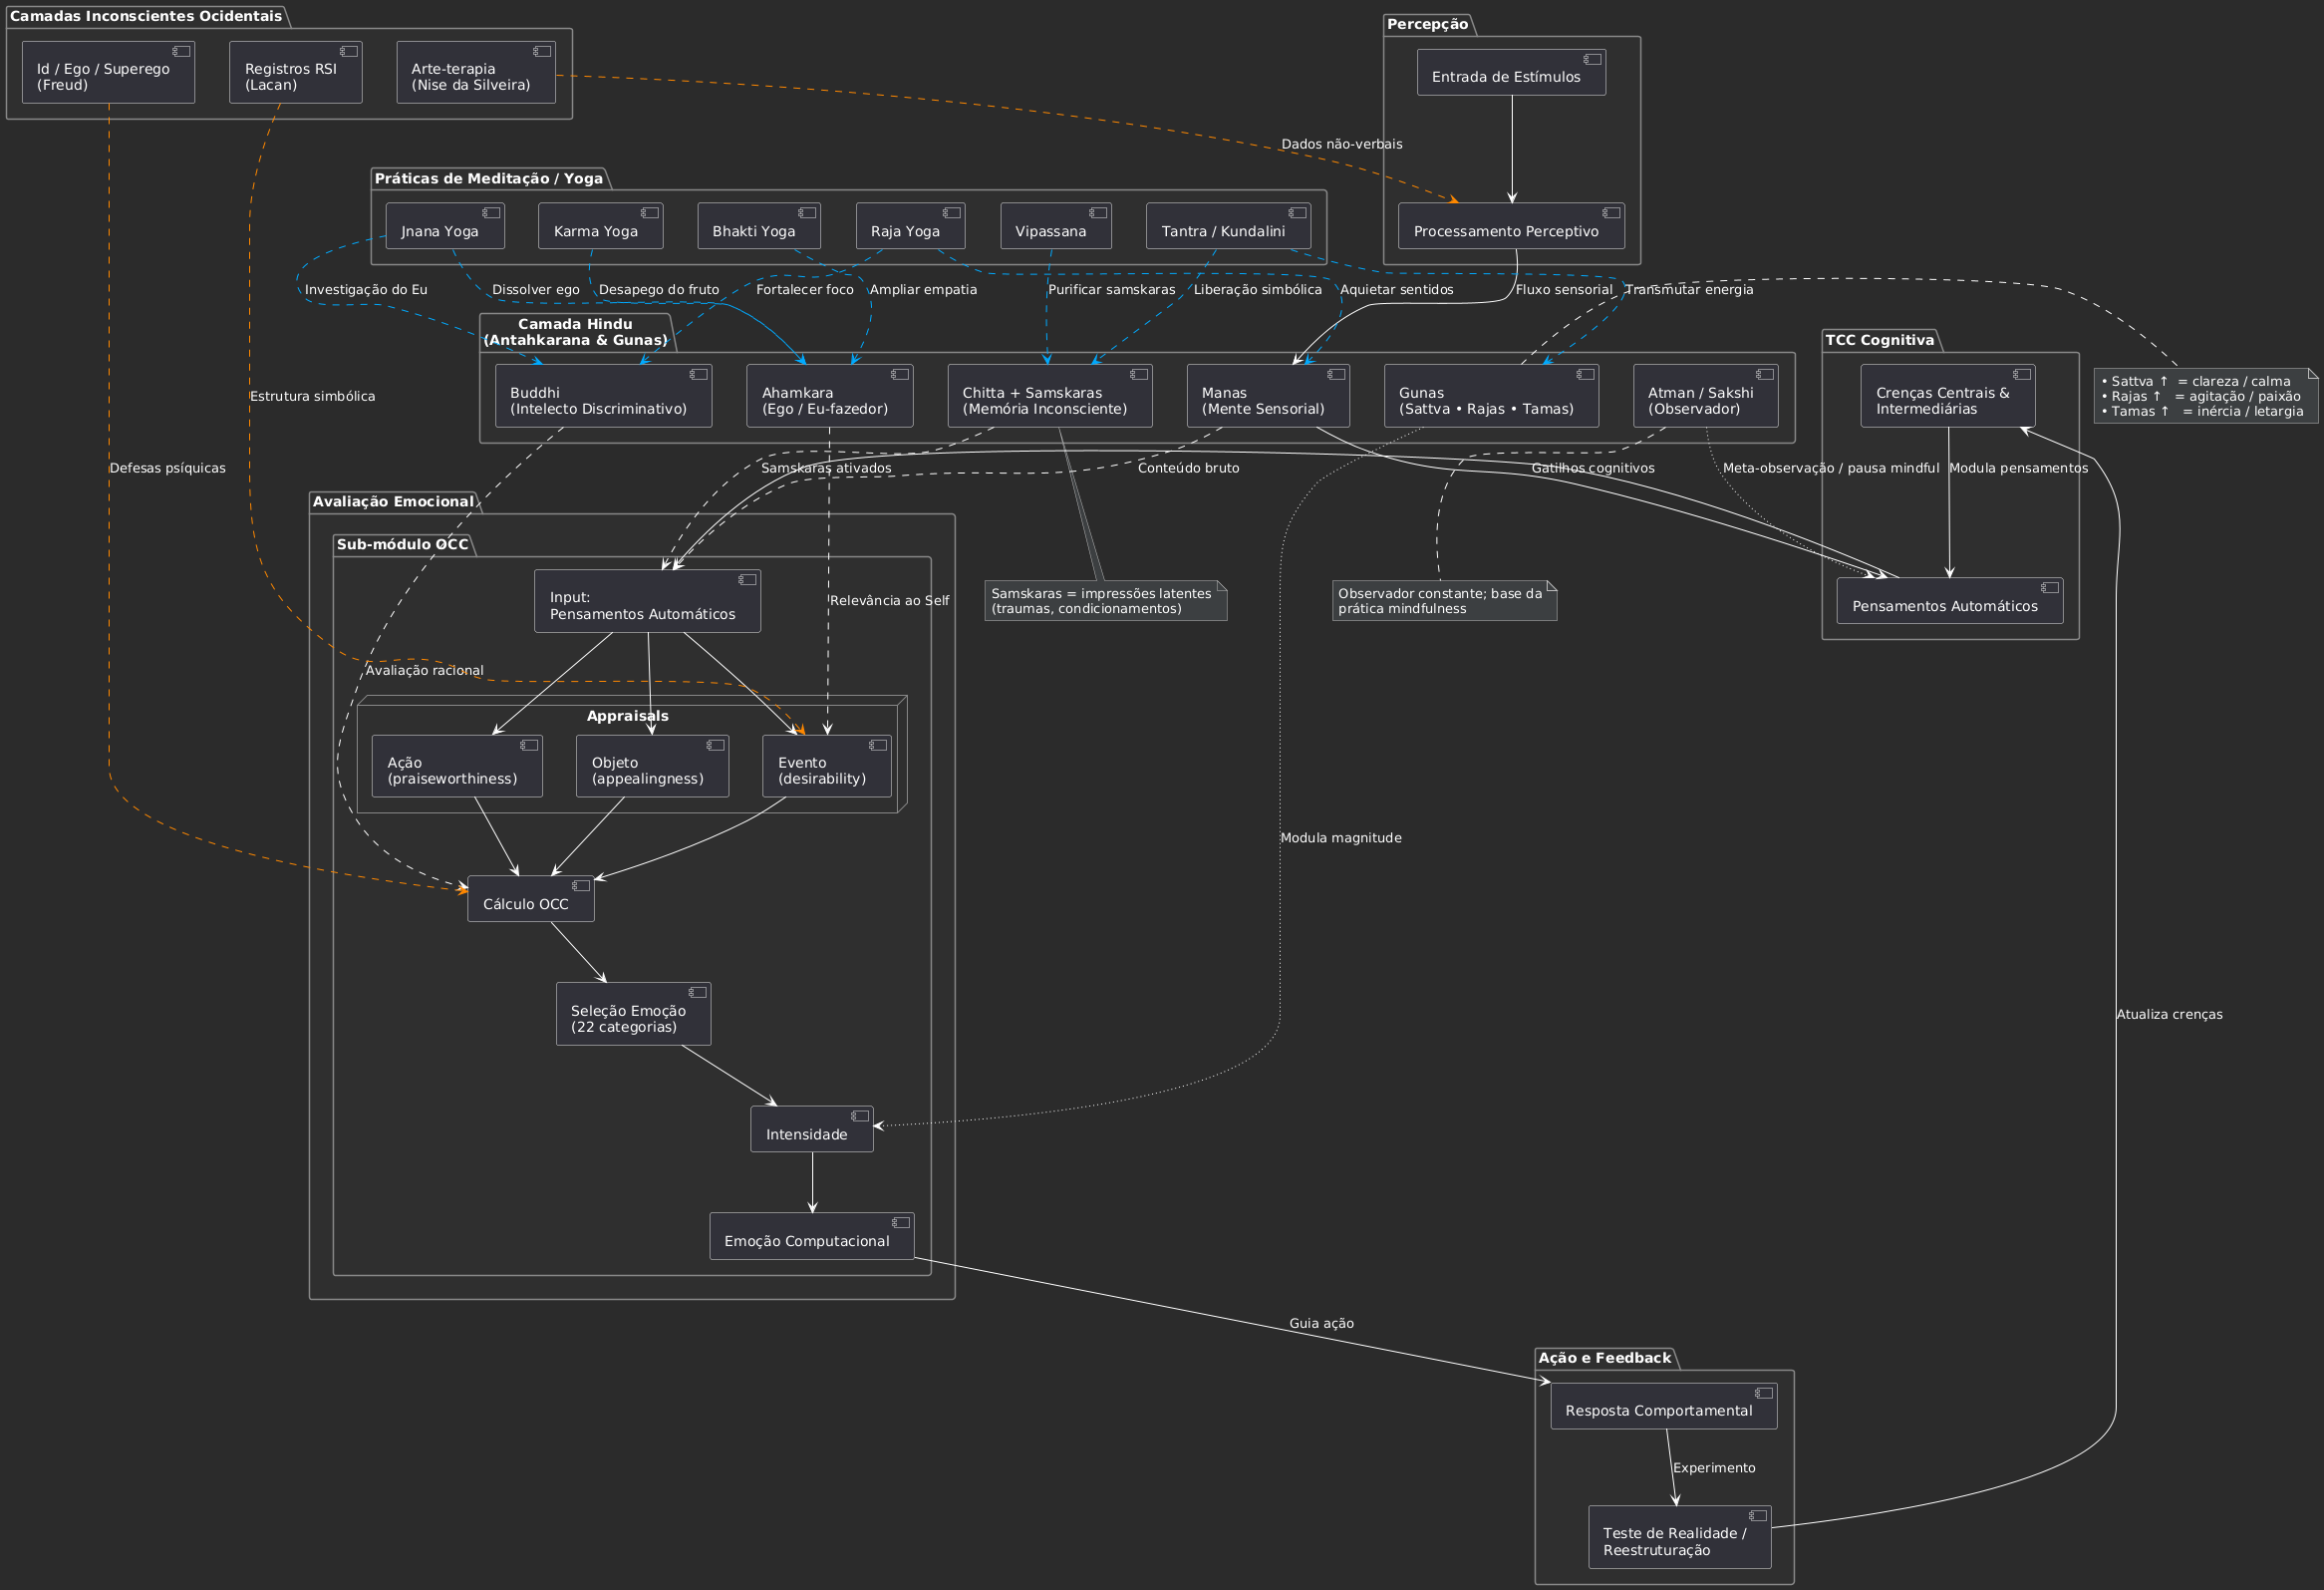 Camadas Inconscientes Ocidentais
Id / Ego / Superego
(Freud)
Registros RSI
(Lacan)
Arte-terapia
(Nise da Silveira)
Percepção
Entrada de Estímulos
Dados não-verbais
Processamento Perceptivo
Práticas de Meditação / Yoga
Jnana Yoga
Karma Yoga
Bhakti Yoga
Raja Yoga
Vipassana
Tantra / Kundalini
Investigação do Eu
Dissolver ego
Desapego do fruto
Fortalecer foco
Ampliar empatia
Purificar samskaras
Liberação simbólica
Aquietar sentidos
Fluxo sensorial
Transmutar energia
Camada Hindu
(Antahkarana & Gunas)
Buddhi
(Intelecto Discriminativo)
Ahamkara
(Ego / Eu-fazedor)
Chitta + Samskaras
(Memória Inconsciente)
Manas
(Mente Sensorial)
Gunas
(Sattva • Rajas • Tamas)
Atman / Sakshi
(Observador)
TCC Cognitiva
Crenças Centrais &
Intermediárias
• Sattva ↑ = clareza / calma
• Rajas ↑ = agitação / paixão
• Tamas ↑ = inércia / letargia
Estrutura simbólica
Defesas psíquicas
Samskaras ativados
Conteúdo bruto
Gatilhos cognitivos
Meta-observação / pausa mindful
Modula pensamentos
Avaliação Emocional
Sub-módulo OCC
Input:
Pensamentos Automáticos
Relevância ao Self
Samskaras = impressões latentes
(traumas, condicionamentos)
Observador constante; base da
prática mindfulness
Pensamentos Automáticos
Avaliação racional
Appraisals
Ação
(praiseworthiness)
Objeto
(appealingness)
Evento
(desirability)
Modula magnitude
Cálculo OCC
Seleção Emoção
(22 categorias)
Atualiza crenças
Intensidade
Emoção Computacional
Guia ação
Ação e Feedback
Resposta Comportamental
Experimento
Teste de Realidade /
Reestruturação